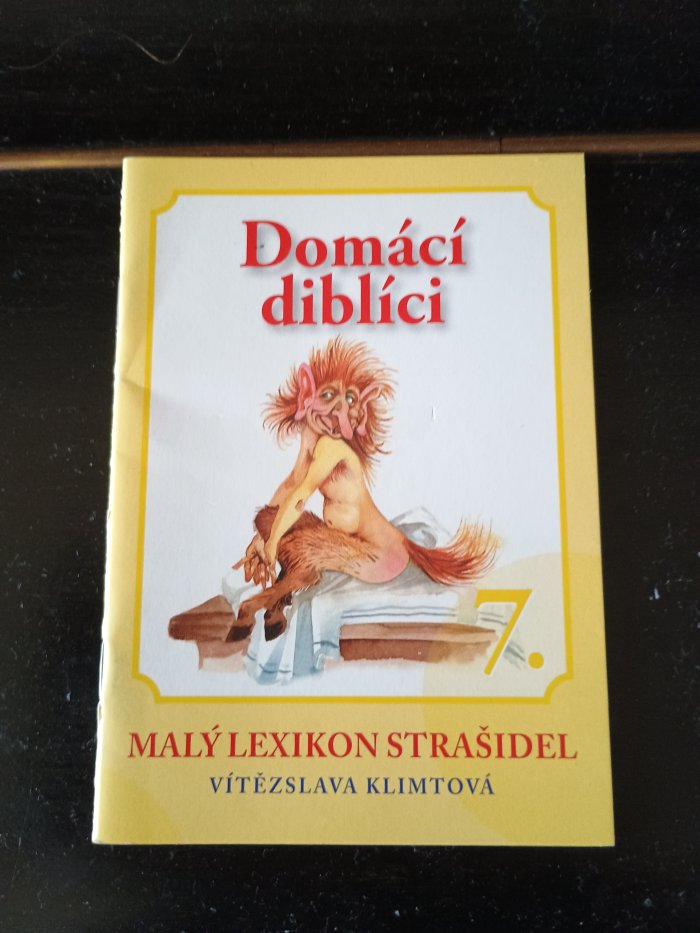 Domácí
diblíci
7.
MALÝ LEXIKON STRAŠIDEL
VÍTĚZSLAVA KLIMTOVÁ